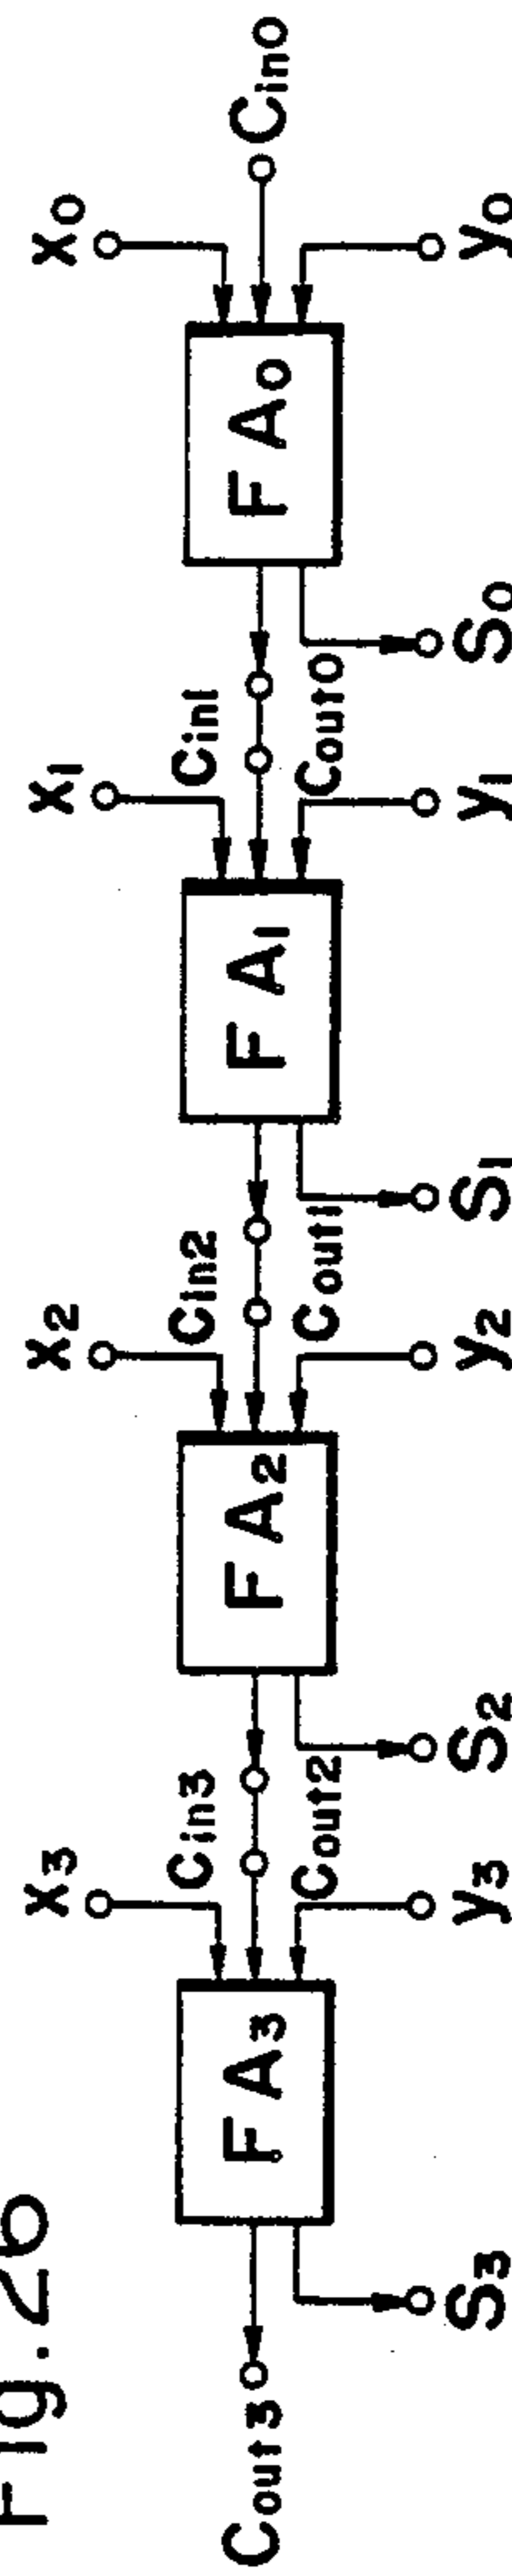 Fig. 26
X3 X2 X1 X0
Cin3 Cin2 Cin1
Cout3 FA3 FA2 FA1 FA0 Cin0
Cout2 Cout1 Cout0
S3 y3 S2 y2 S1 y1 S0 y0